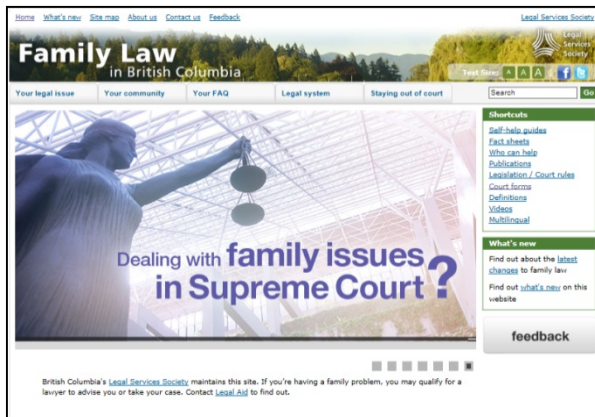 Home What's new Site map About us Contact us Feedback Legal Services Society
Family Law
in British Columbia
Legal
Services
Society
Text Size: A A A
Your legal issue Your community Your FAQ Legal system Staying out of court Search Go
Shortcuts
Self-help guides
Fact sheets
Who can help
Publications
Legislation / Court rules
Court forms
Definitions
Videos
Multilingual
Dealing with family issues
in Supreme Court?
What's new
Find out about the latest
changes to family law
Find out what's new on this
website
feedback
British Columbia's Legal Services Society maintains this site. If you're having a family problem, you may qualify for a
lawyer to advise you or take your case. Contact Legal Aid to find out.